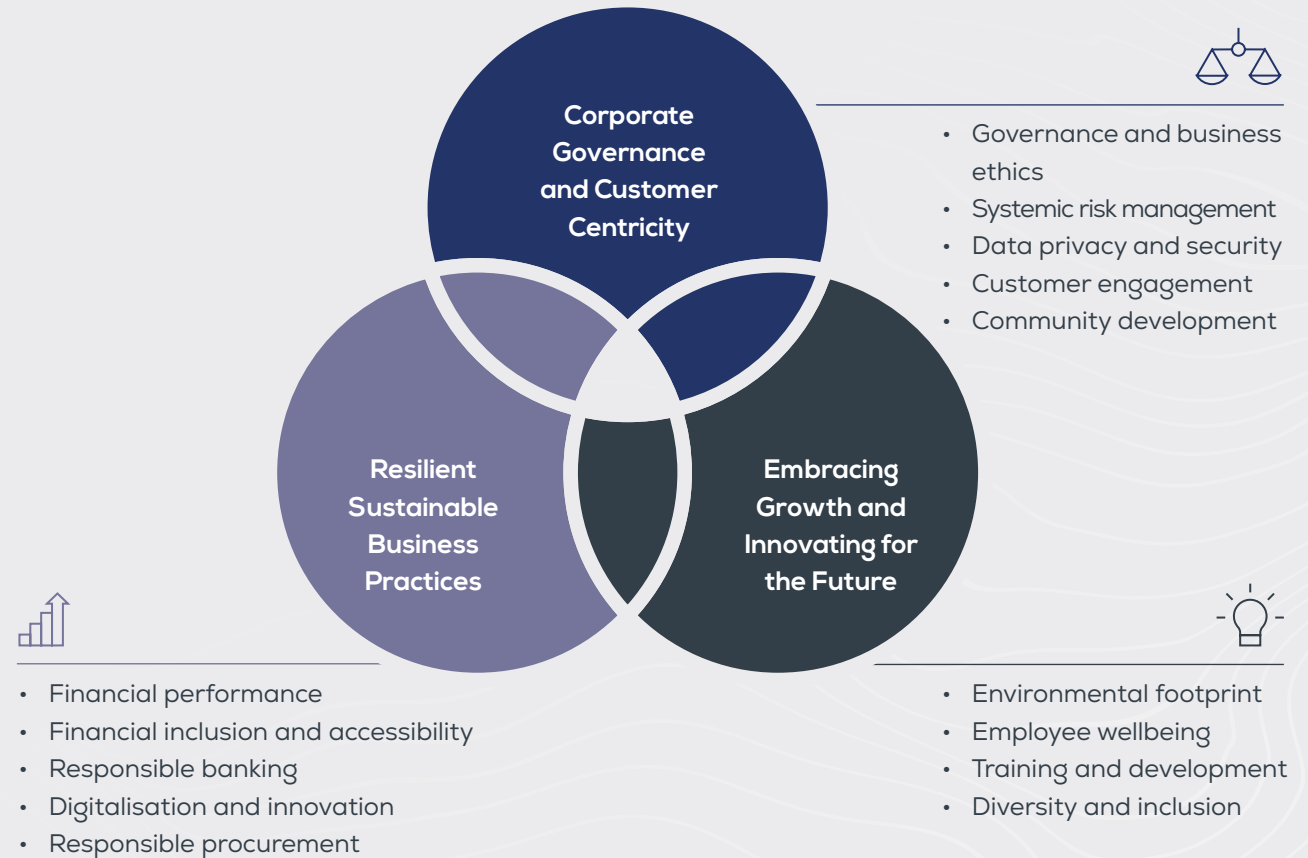 Corporate
Governance
and Customer
Centricity
• Governance and business
ethics
• Systemic risk management
• Data privacy and security
• Customer engagement
• Community development
Resilient
Sustainable
Business
Practices
Embracing
Growth and
Innovating for
the Future
• Financial performance
• Financial inclusion and accessibility
• Responsible banking
• Digitalisation and innovation
• Responsible procurement
• Environmental footprint
• Employee wellbeing
• Training and development
• Diversity and inclusion